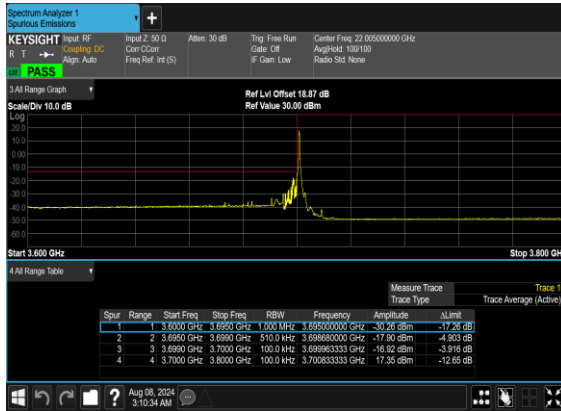 Spectrum Analyzer 1
Spurious Emissions
KEYSIGHT Input: RF Input Z: 50 Ω Atten: 30 dB Trig: Free Run Center Freq: 22.005000000 GHz
R T Coupling: DC Corr CCorr Gate: Off Avg|Hold: 100/100
Align: Auto Freq Ref: Int (S) IF Gain: Low Radio Std: None
PASS
3 All Range Graph
Ref Lvl Offset 18.87 dB
Scale/Div 10.0 dB Ref Value 30.00 dBm
Log
20.0
10.0
0.00
-10.0
-20.0
-30.0
-40.0
-50.0
-60.0
Start 3.600 GHz Stop 3.800 GH
4 All Range Table
Measure Trace Trace 1
Trace Type Trace Average (Active)
Spur Range Start Freq Stop Freq RBW Frequency Amplitude ΔLimit
1 1 3.6000 GHz 3.6950 GHz 1.000 MHz 3.695000000 GHz -30.26 dBm -17.26 dB
2 2 3.6950 GHz 3.6990 GHz 510.0 kHz 3.698680000 GHz -17.90 dBm -4.903 dB
3 3 3.6990 GHz 3.7000 GHz 100.0 kHz 3.699963333 GHz -16.92 dBm -3.916 dB
4 4 3.7000 GHz 3.8000 GHz 100.0 kHz 3.700833333 GHz 17.35 dBm -12.65 dB
Aug 08, 2024
3:10:34 AM